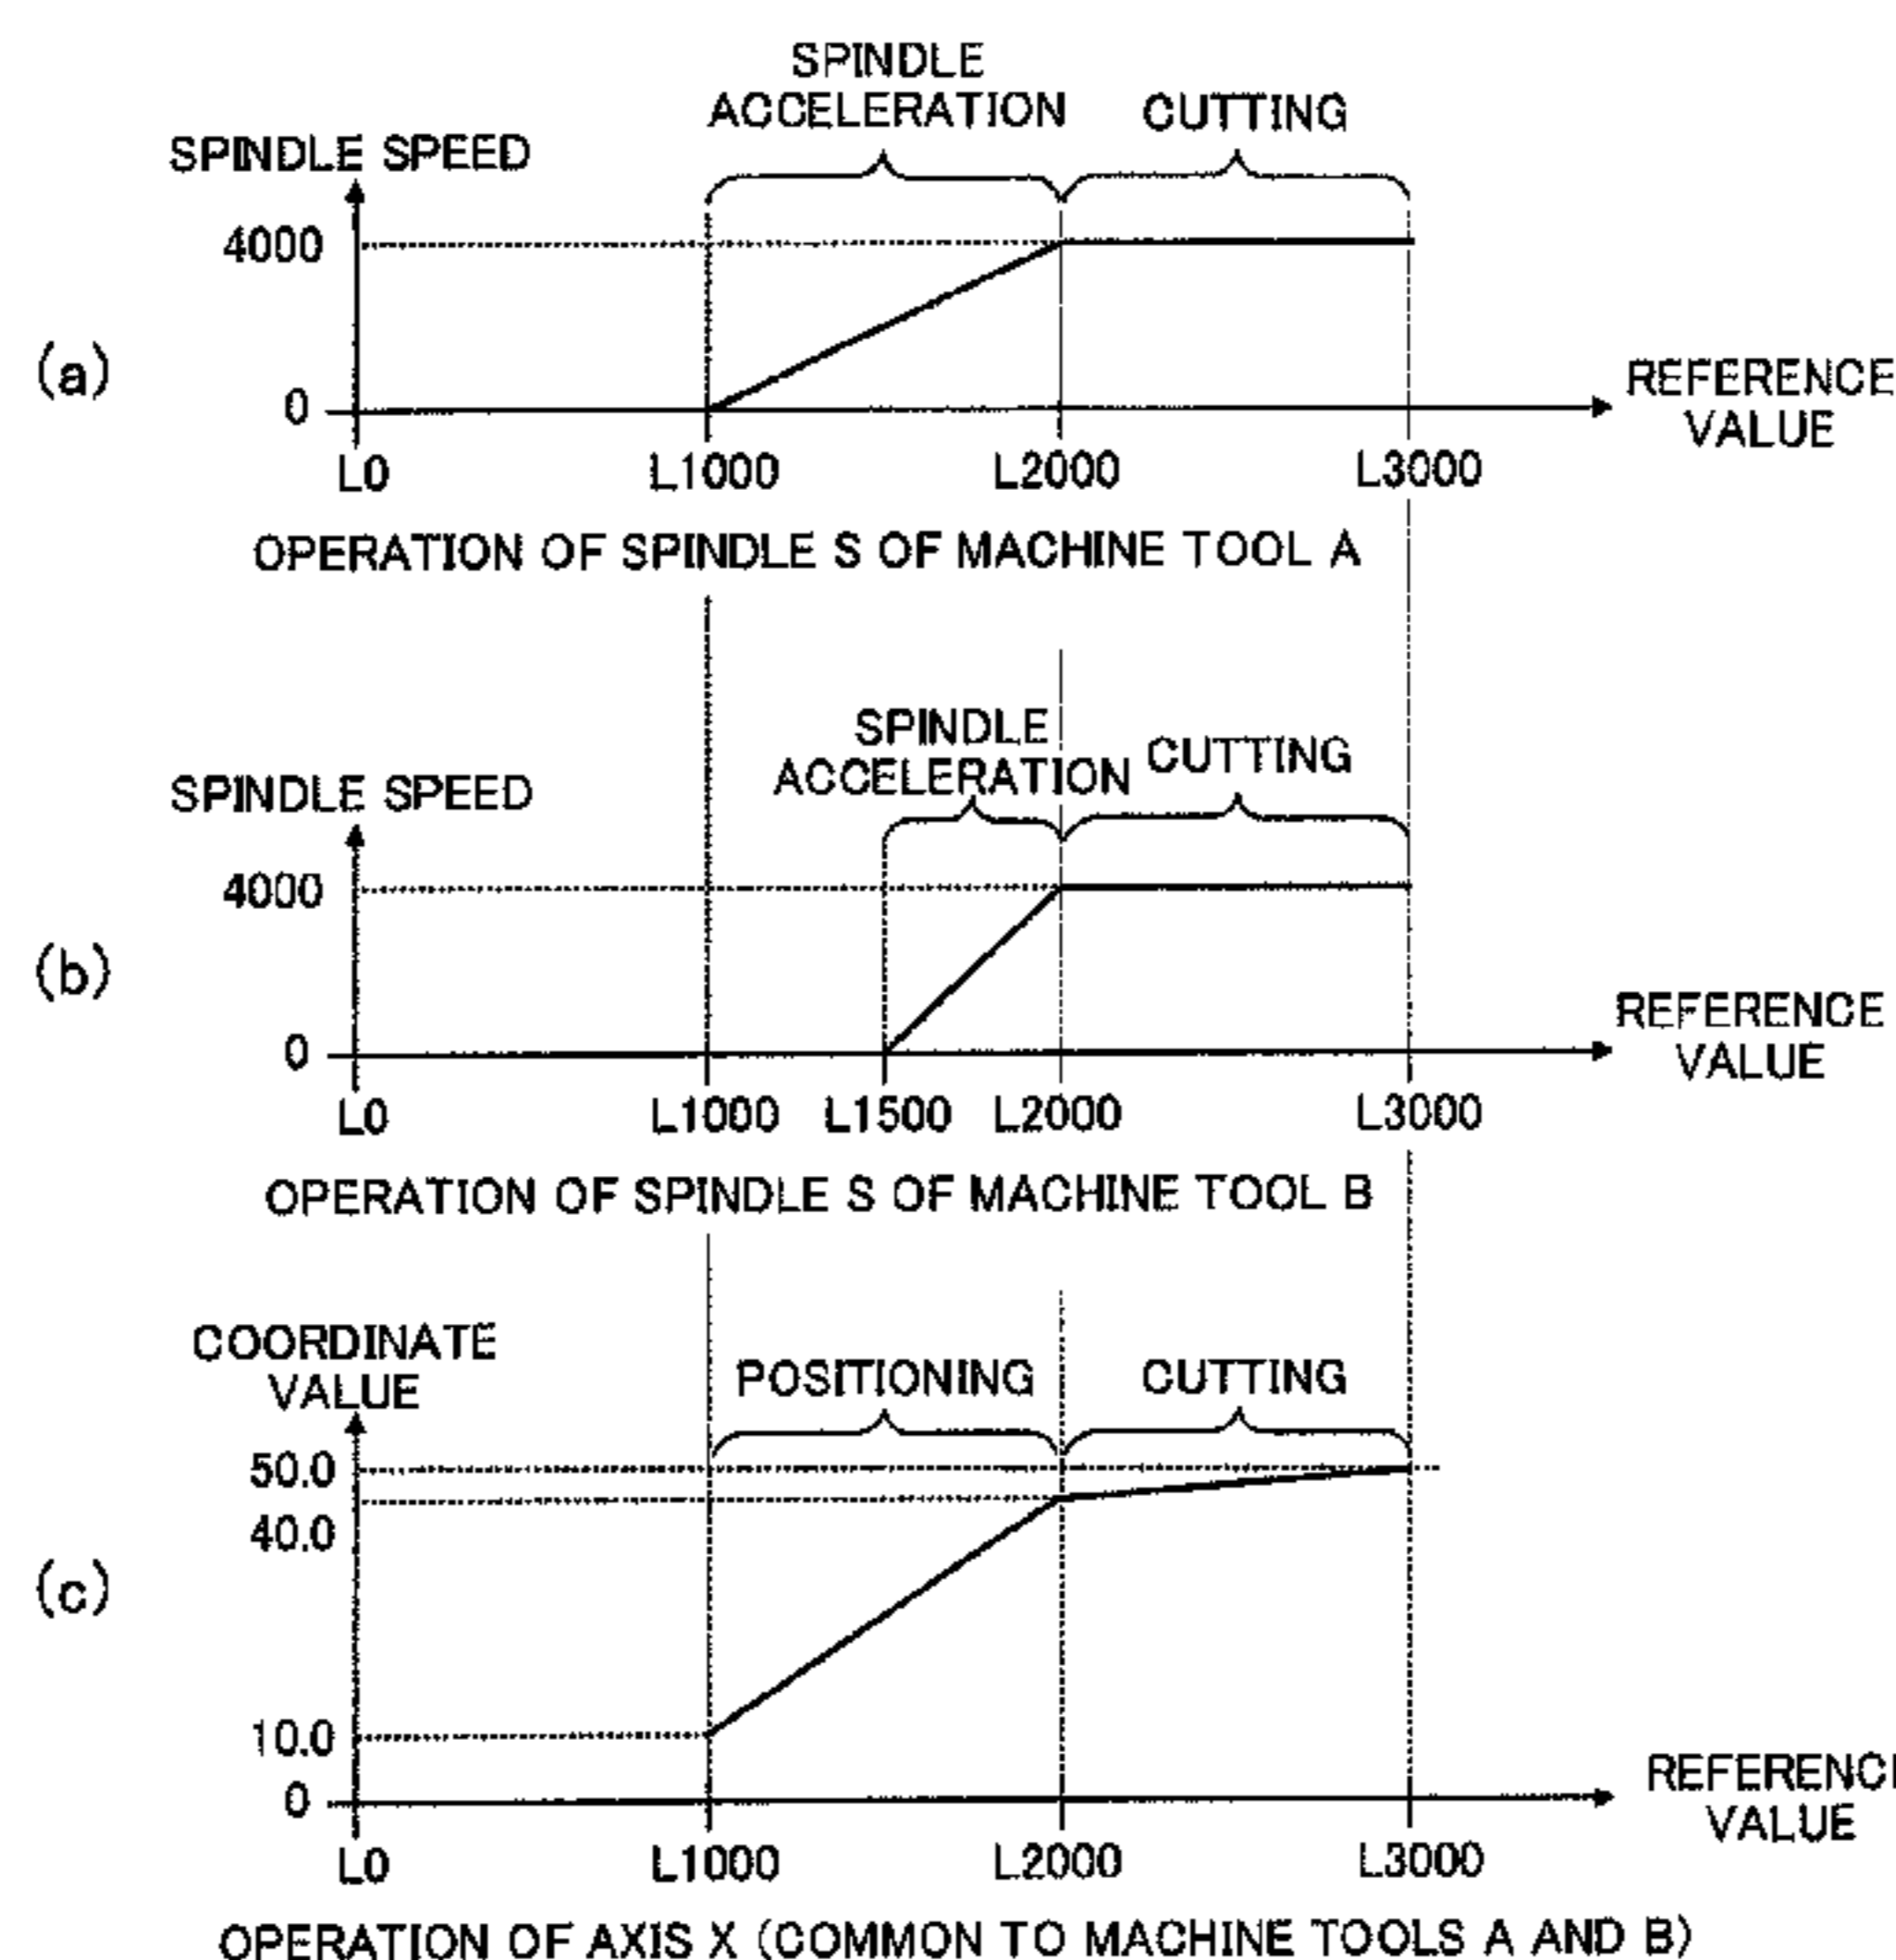 SPINDLE
ACCELERATION
CUTTING
SPINDLE SPEED
4000
(a)
0
REFERENCE
VALUE
L0
L1000
L2000
L3000
OPERATION OF SPINDLE S OF MACHINE TOOL A
SPINDLE
ACCELERATION
CUTTING
SPINDLE SPEED
4000
(b)
0
REFERENCE
VALUE
L0
L1000
L1500
L2000
L3000
OPERATION OF SPINDLE S OF MACHINE TOOL B
COORDINATE
VALUE
POSITIONING
CUTTING
50.0
40.0
(c)
10.0
0
REFERENC
VALUE
L0
L1000
L2000
L3000
OPERATION OF AXIS X (COMMON TO MACHINE TOOLS A AND B)